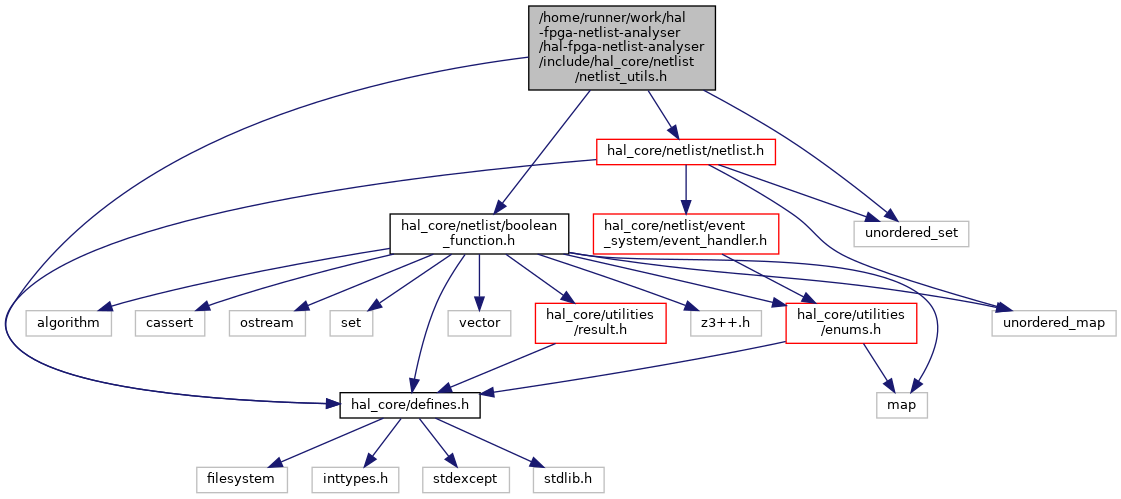 /home/runner/work/hal
-fpga-netlist-analyser
/hal-fpga-netlist-analyser
/include/hal_core/netlist
/netlist_utils.h
hal_core/netlist/netlist.h
hal_core/netlist/boolean
_function.h
hal_core/netlist/event
_system/event_handler.h
unordered_set
algorithm
cassert
ostream
set
vector
hal_core/utilities
/result.h
z3++.h
hal_core/utilities
/enums.h
unordered_map
hal_core/defines.h
map
filesystem
inttypes.h
stdexcept
stdlib.h